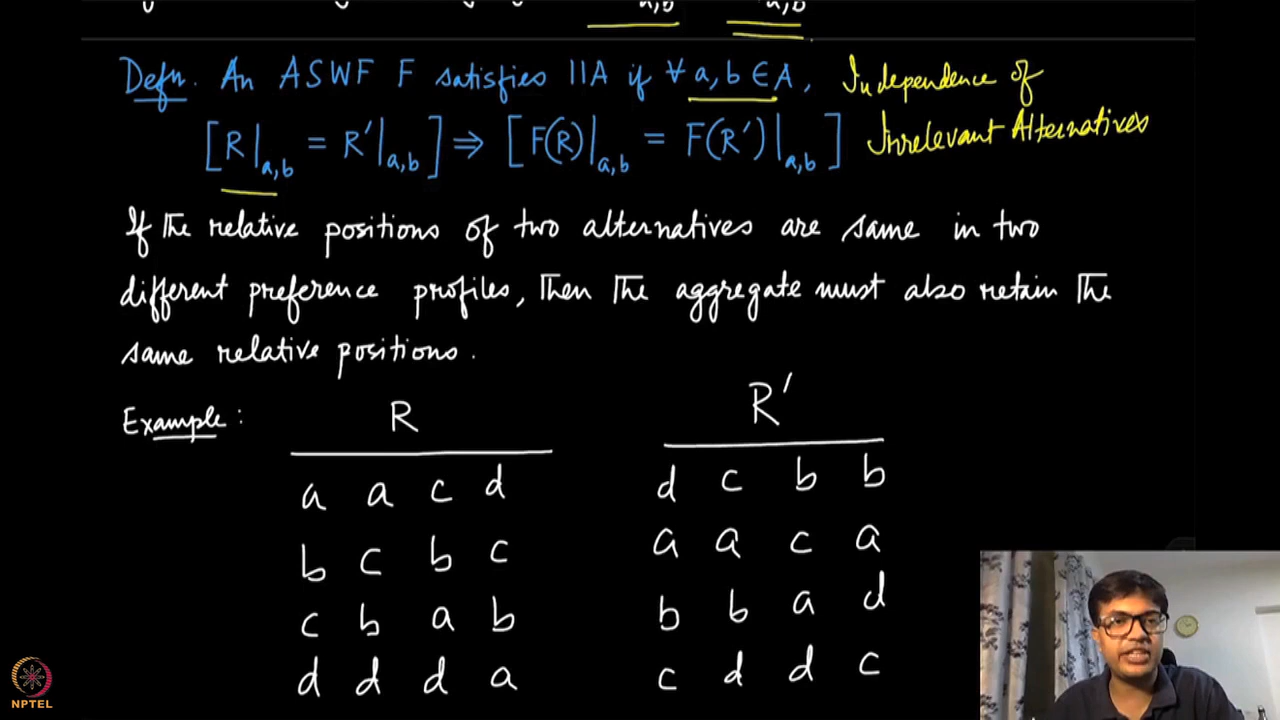 a,b a,b
Defn. An ASWF F satisfies IIA if ∀ a, b ∈ A, Independence of
[R|a,b = R'|a,b] ⇒ [F(R)|a,b = F(R')|a,b] Irrelevant Alternatives
If the relative positions of two alternatives are same in two
different preference profiles, then the aggregate must also retain the
same relative positions.
Example: R R'
a a c d d c b b
b c b c a a c a
c b a b b b a d
d d d a c d d c
NPTEL